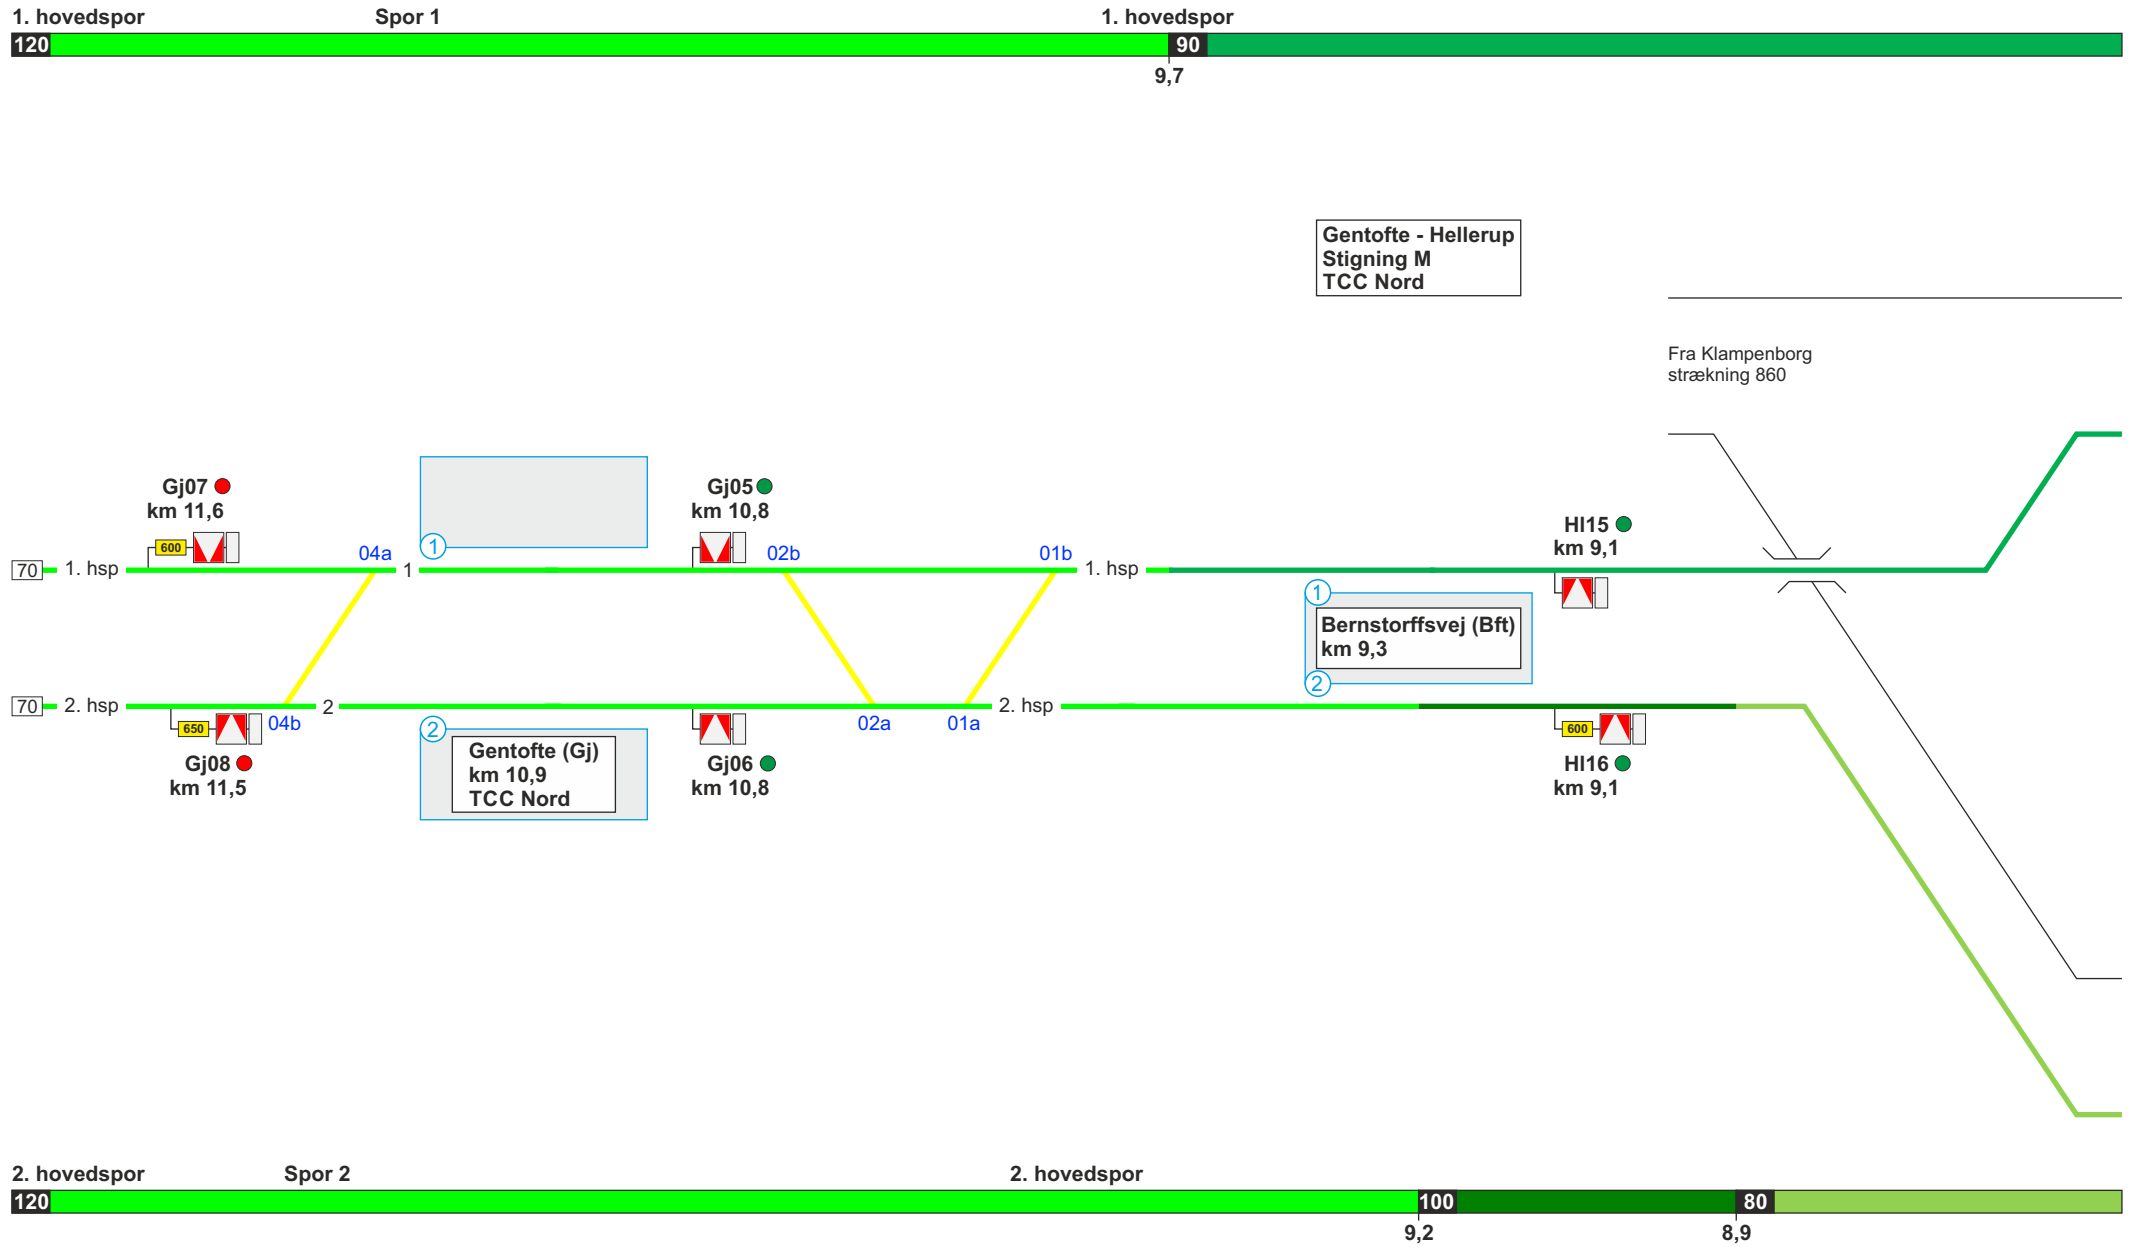 1. hovedspor Spor 1 1. hovedspor
120 90
9,7
Gentofte - Hellerup
Stigning M
TCC Nord
Fra Klampenborg
strækning 860
Gj07
km 11,6
600
04a
1
Gj05
km 10,8
02b
01b
Hl15
km 9,1
70 1. hsp 1 1. hsp
1
Bernstorffsvej (Bft)
km 9,3
2
70 2. hsp 2 2. hsp
650
04b
Gj08
km 11,5
2
Gentofte (Gj)
km 10,9
TCC Nord
Gj06
km 10,8
02a
01a
600
Hl16
km 9,1
2. hovedspor Spor 2 2. hovedspor
120 100 80
9,2 8,9